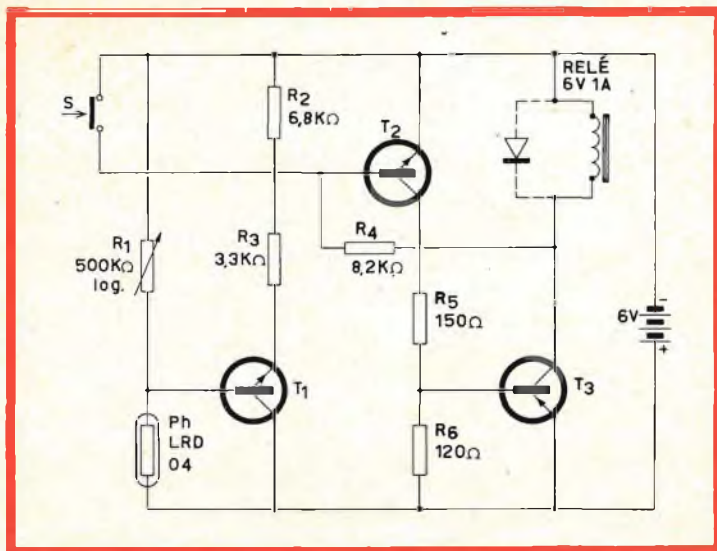 RELÉ
6V 1A
S
R2
6,8KΩ
T2
R1
500KΩ
log.
R3
3,3KΩ
R4
8,2KΩ
R5
150Ω
6V
-
+
T1
T3
Ph
LRD
04
R6
120Ω